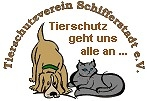 Tierschutzverein Schifferstadt e.V.
Tierschutz
geht uns
alle an ...